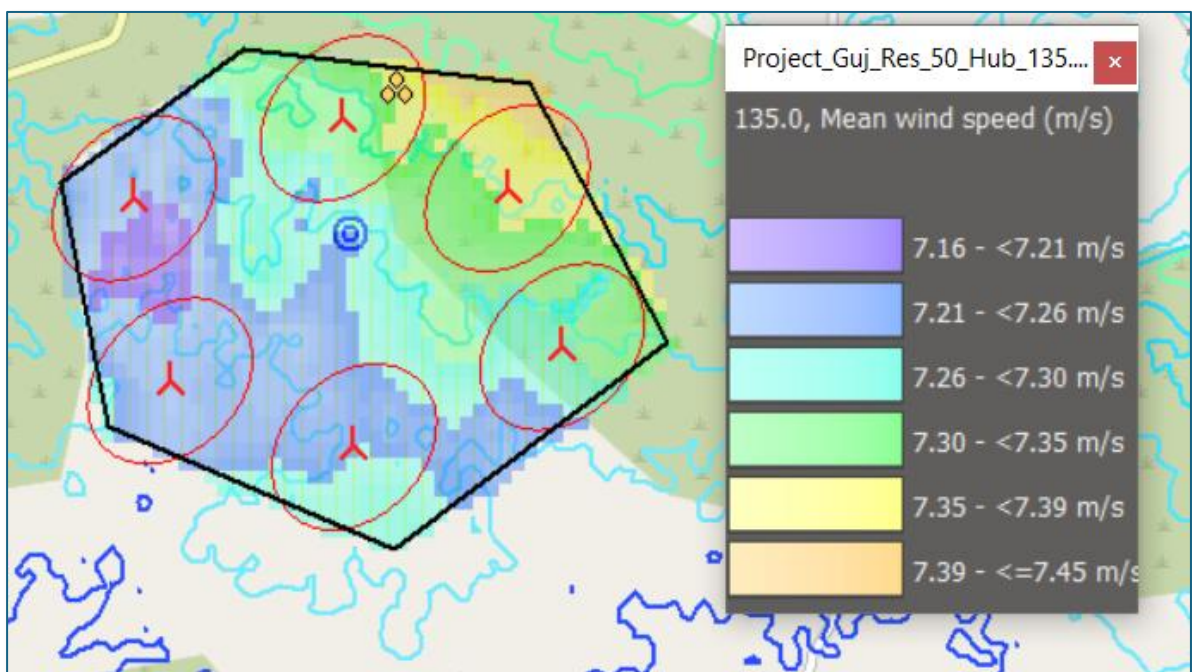 Project_Guj_Res_50_Hub_135....
135.0, Mean wind speed (m/s)
7.16 - <7.21 m/s
7.21 - <7.26 m/s
7.26 - <7.30 m/s
7.30 - <7.35 m/s
7.35 - <7.39 m/s
7.39 - <=7.45 m/s